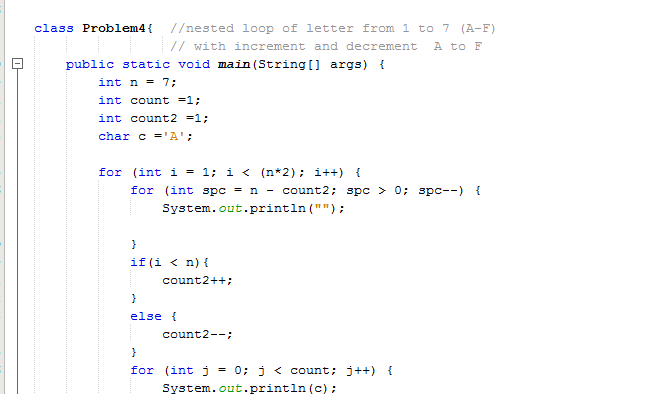 class Problem4{  //nested loop of letter from 1 to 7 (A-F)
                 // with increment and decrement  A to F
    public static void main(String[] args) {
        int n = 7;
        int count =1;
        int count2 =1;
        char c ='A';

        for (int i = 1; i < (n*2); i++) {
            for (int spc = n - count2; spc > 0; spc--) {
                System.out.println("");

            }
            if(i < n){
                count2++;
            }
            else {
                count2--;
            }
            for (int j = 0; j < count; j++) {
                System.out.println(c);